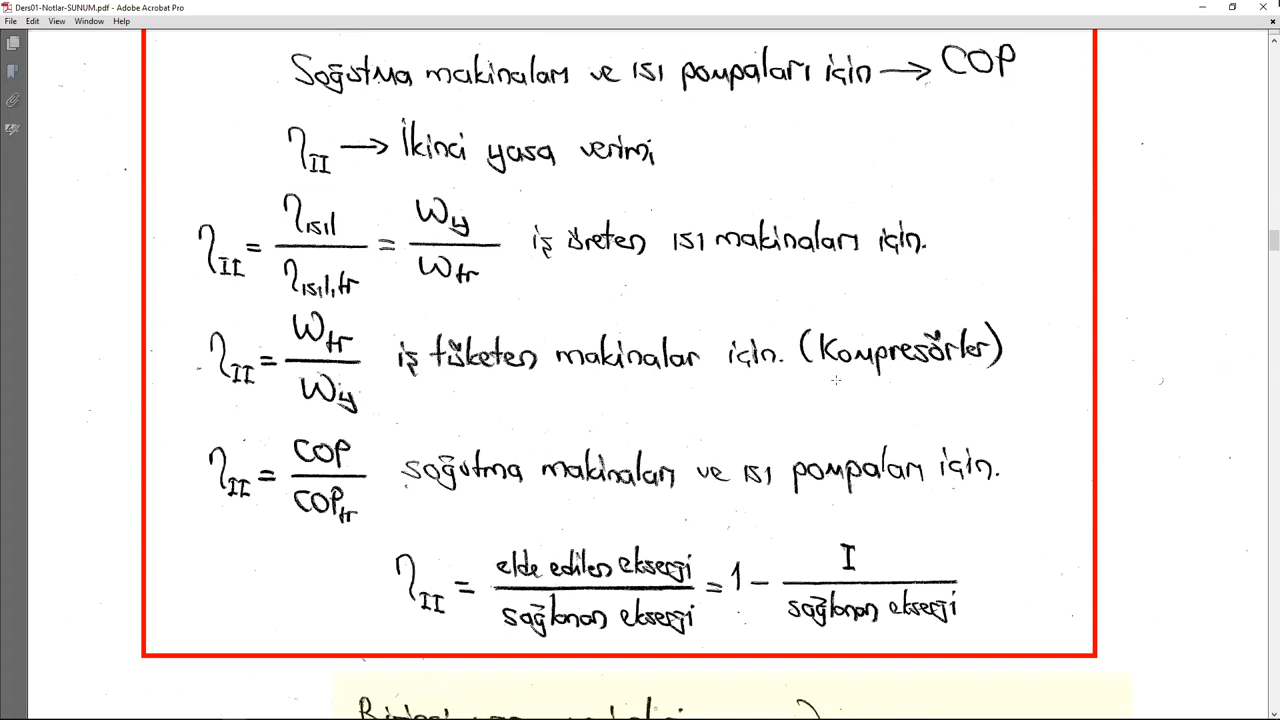 Ders01-Notlar-SUNUM.pdf - Adobe Acrobat Pro
File Edit View Window Help
Soğutma makinaları ve ısı pompaları için → COP
η_II → İkinci yasa verimi
η_II = η_ısıl / η_ısıl,tr = W_y / W_tr iş üreten ısı makinaları için.
η_II = W_tr / W_y iş tüketen makinalar için. (Kompresörler)
η_II = COP / COP_tr soğutma makinaları ve ısı pompaları için.
η_II = elde edilen ekserji / sağlanan ekserji = 1 - I / sağlanan ekserji